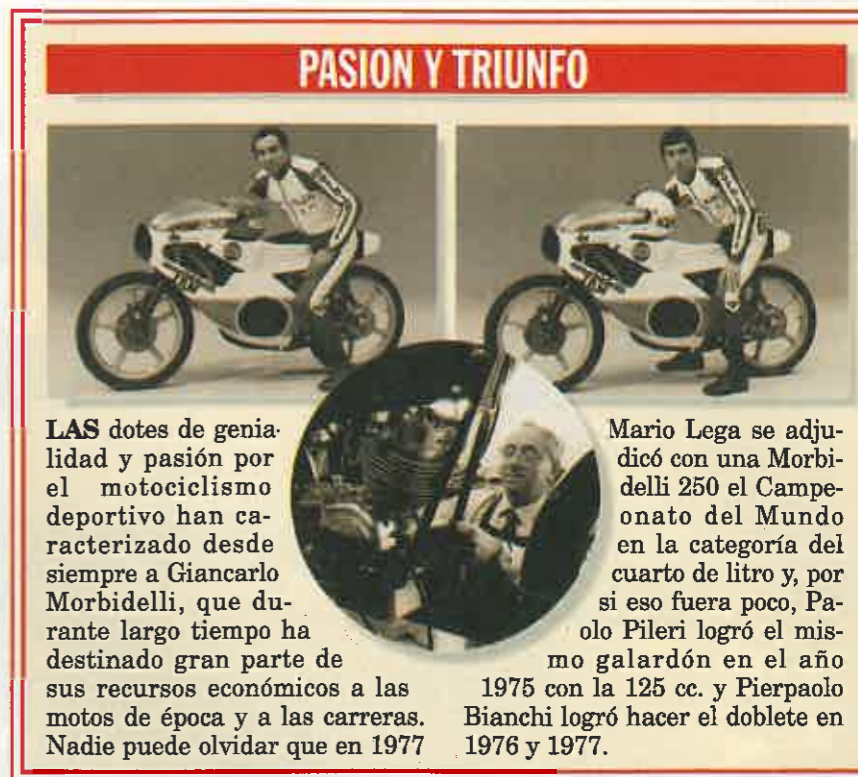 PASION Y TRIUNFO
LAS dotes de genia-
lidad y pasión por
el motociclismo
deportivo han ca-
racterizado desde
siempre a Giancarlo
Morbidelli, que du-
rante largo tiempo ha
destinado gran parte de
sus recursos económicos a las
motos de época y a las carreras.
Nadie puede olvidar que en 1977
Mario Lega se adju-
dicó con una Morbi-
delli 250 el Campe-
onato del Mundo
en la categoría del
cuarto de litro y, por
si eso fuera poco, Pa-
olo Pileri logró el mis-
mo galardón en el año
1975 con la 125 cc. y Pierpaolo
Bianchi logró hacer el doblete en
1976 y 1977.